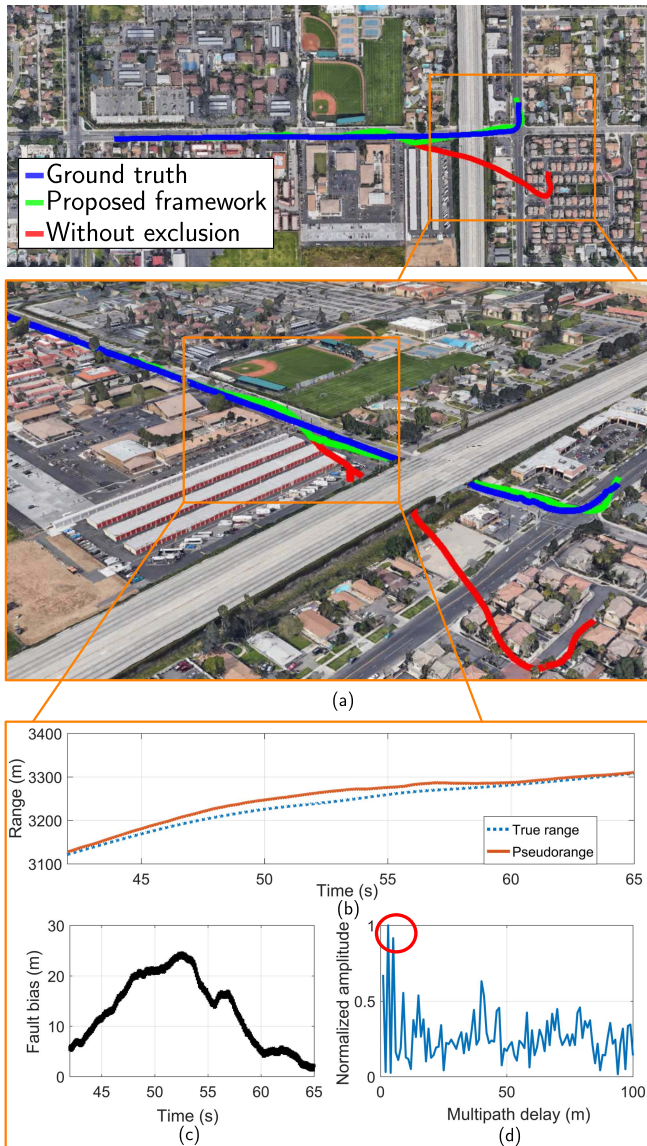 Ground truth
Proposed framework
Without exclusion
(a)
3400
3300
3200
3100
Range (m)
True range
Pseudorange
45
50
55
60
65
Time (s)
(b)
30
20
10
0
Fault bias (m)
42 45
50
55
60
65
Time (s)
(c)
1
0.5
0
Normalized amplitude
0
50
100
Multipath delay (m)
(d)